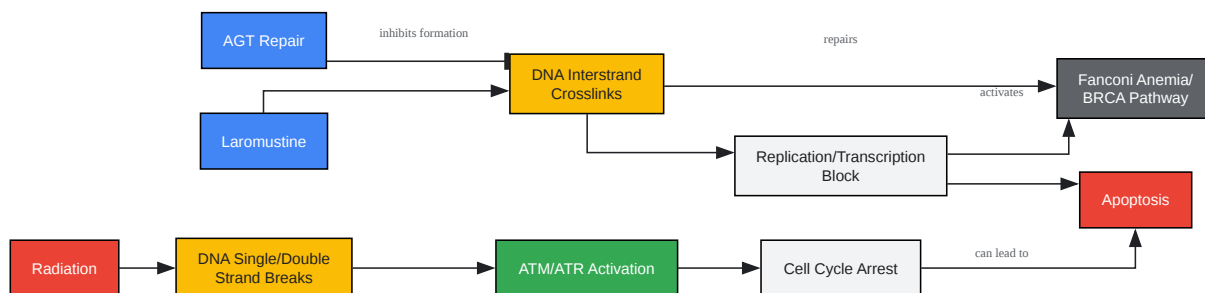 AGT Repair
inhibits formation
repairs
DNA Interstrand
Crosslinks
Fanconi Anemia/
BRCA Pathway
activates
Laromustine
Replication/Transcription
Block
Apoptosis
Radiation
DNA Single/Double
Strand Breaks
ATM/ATR Activation
Cell Cycle Arrest
can lead to